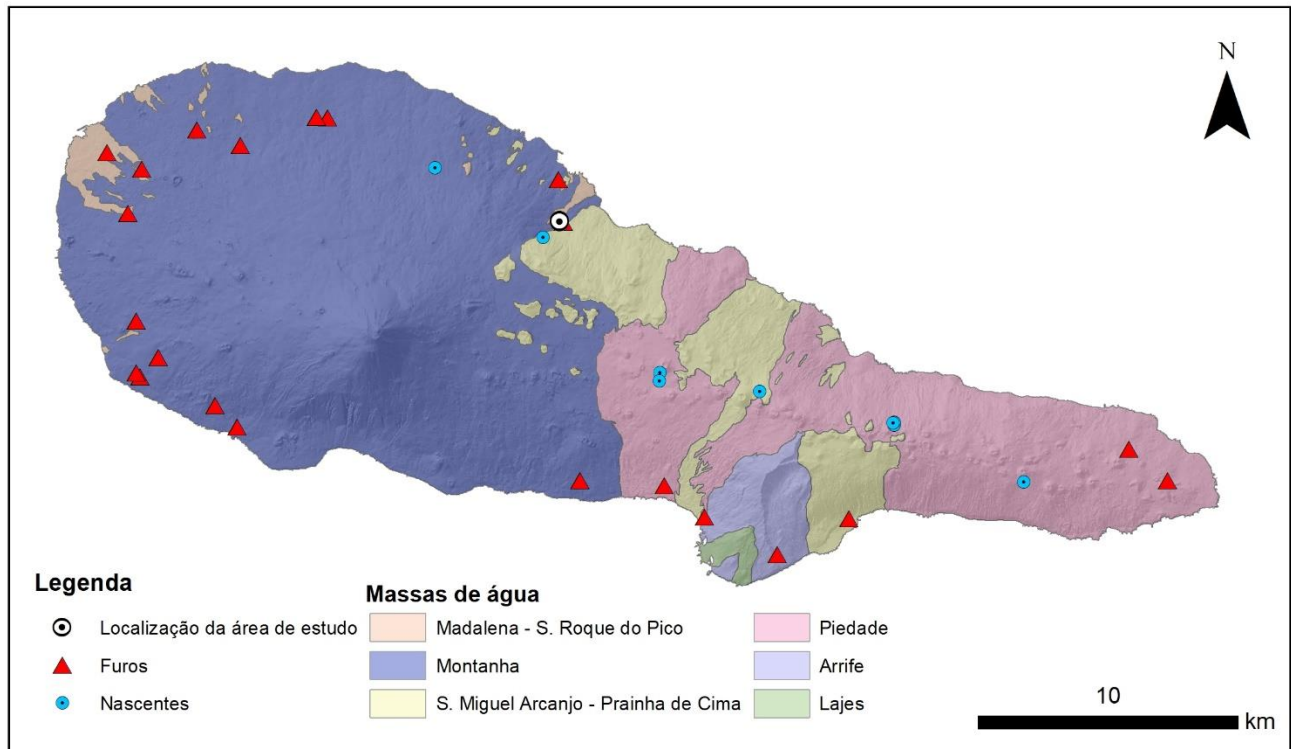 N
Legenda
Localização da área de estudo
Furos
Nascentes
Massas de água
Madalena - S. Roque do Pico
Montanha
S. Miguel Arcanjo - Prainha de Cima
Piedade
Arrife
Lajes
10
km